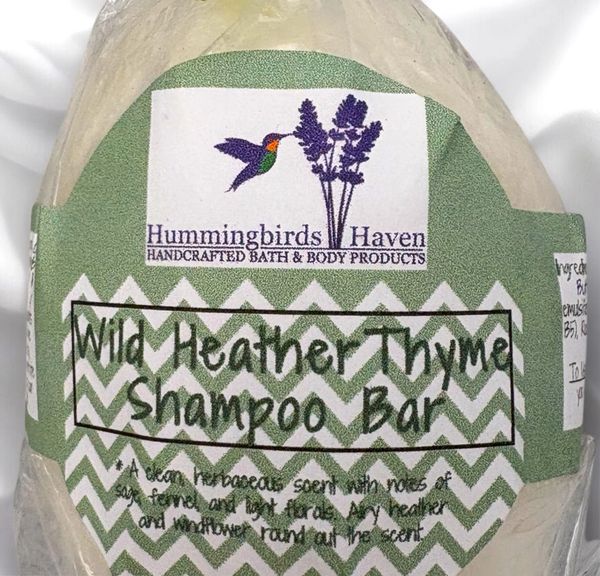 Hummingbirds Haven
HANDCRAFTED BATH & BODY PRODUCTS
Wild Heather Thyme
Shampoo Bar
* A clean, herbaceous scent with notes of
sage, fennel, and light florals. Airy heather
and windflower round out the scent.